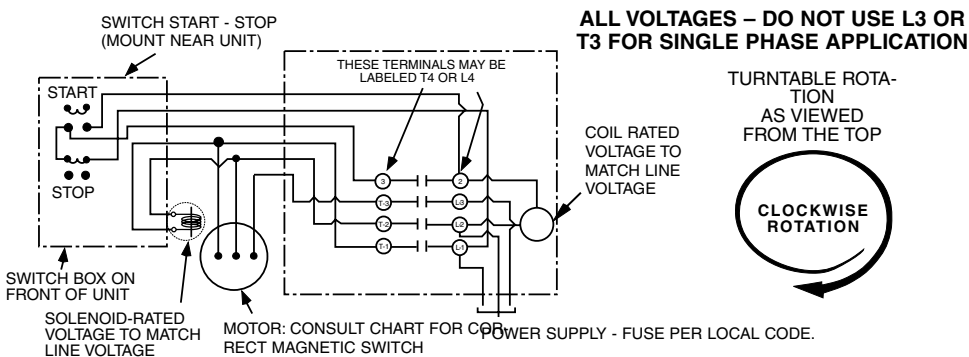 ALL VOLTAGES – DO NOT USE L3 OR
T3 FOR SINGLE PHASE APPLICATION
SWITCH START - STOP
(MOUNT NEAR UNIT)
THESE TERMINALS MAY BE
LABELED T4 OR L4
START
STOP
3
2
T-3
L-3
T-2
L-2
T-1
L-1
COIL RATED
VOLTAGE TO
MATCH LINE
VOLTAGE
TURNTABLE ROTA-
TION
AS VIEWED
FROM THE TOP
CLOCKWISE
ROTATION
SWITCH BOX ON
FRONT OF UNIT
SOLENOID-RATED
VOLTAGE TO MATCH
LINE VOLTAGE
MOTOR: CONSULT CHART FOR COR-
RECT MAGNETIC SWITCH
POWER SUPPLY - FUSE PER LOCAL CODE.